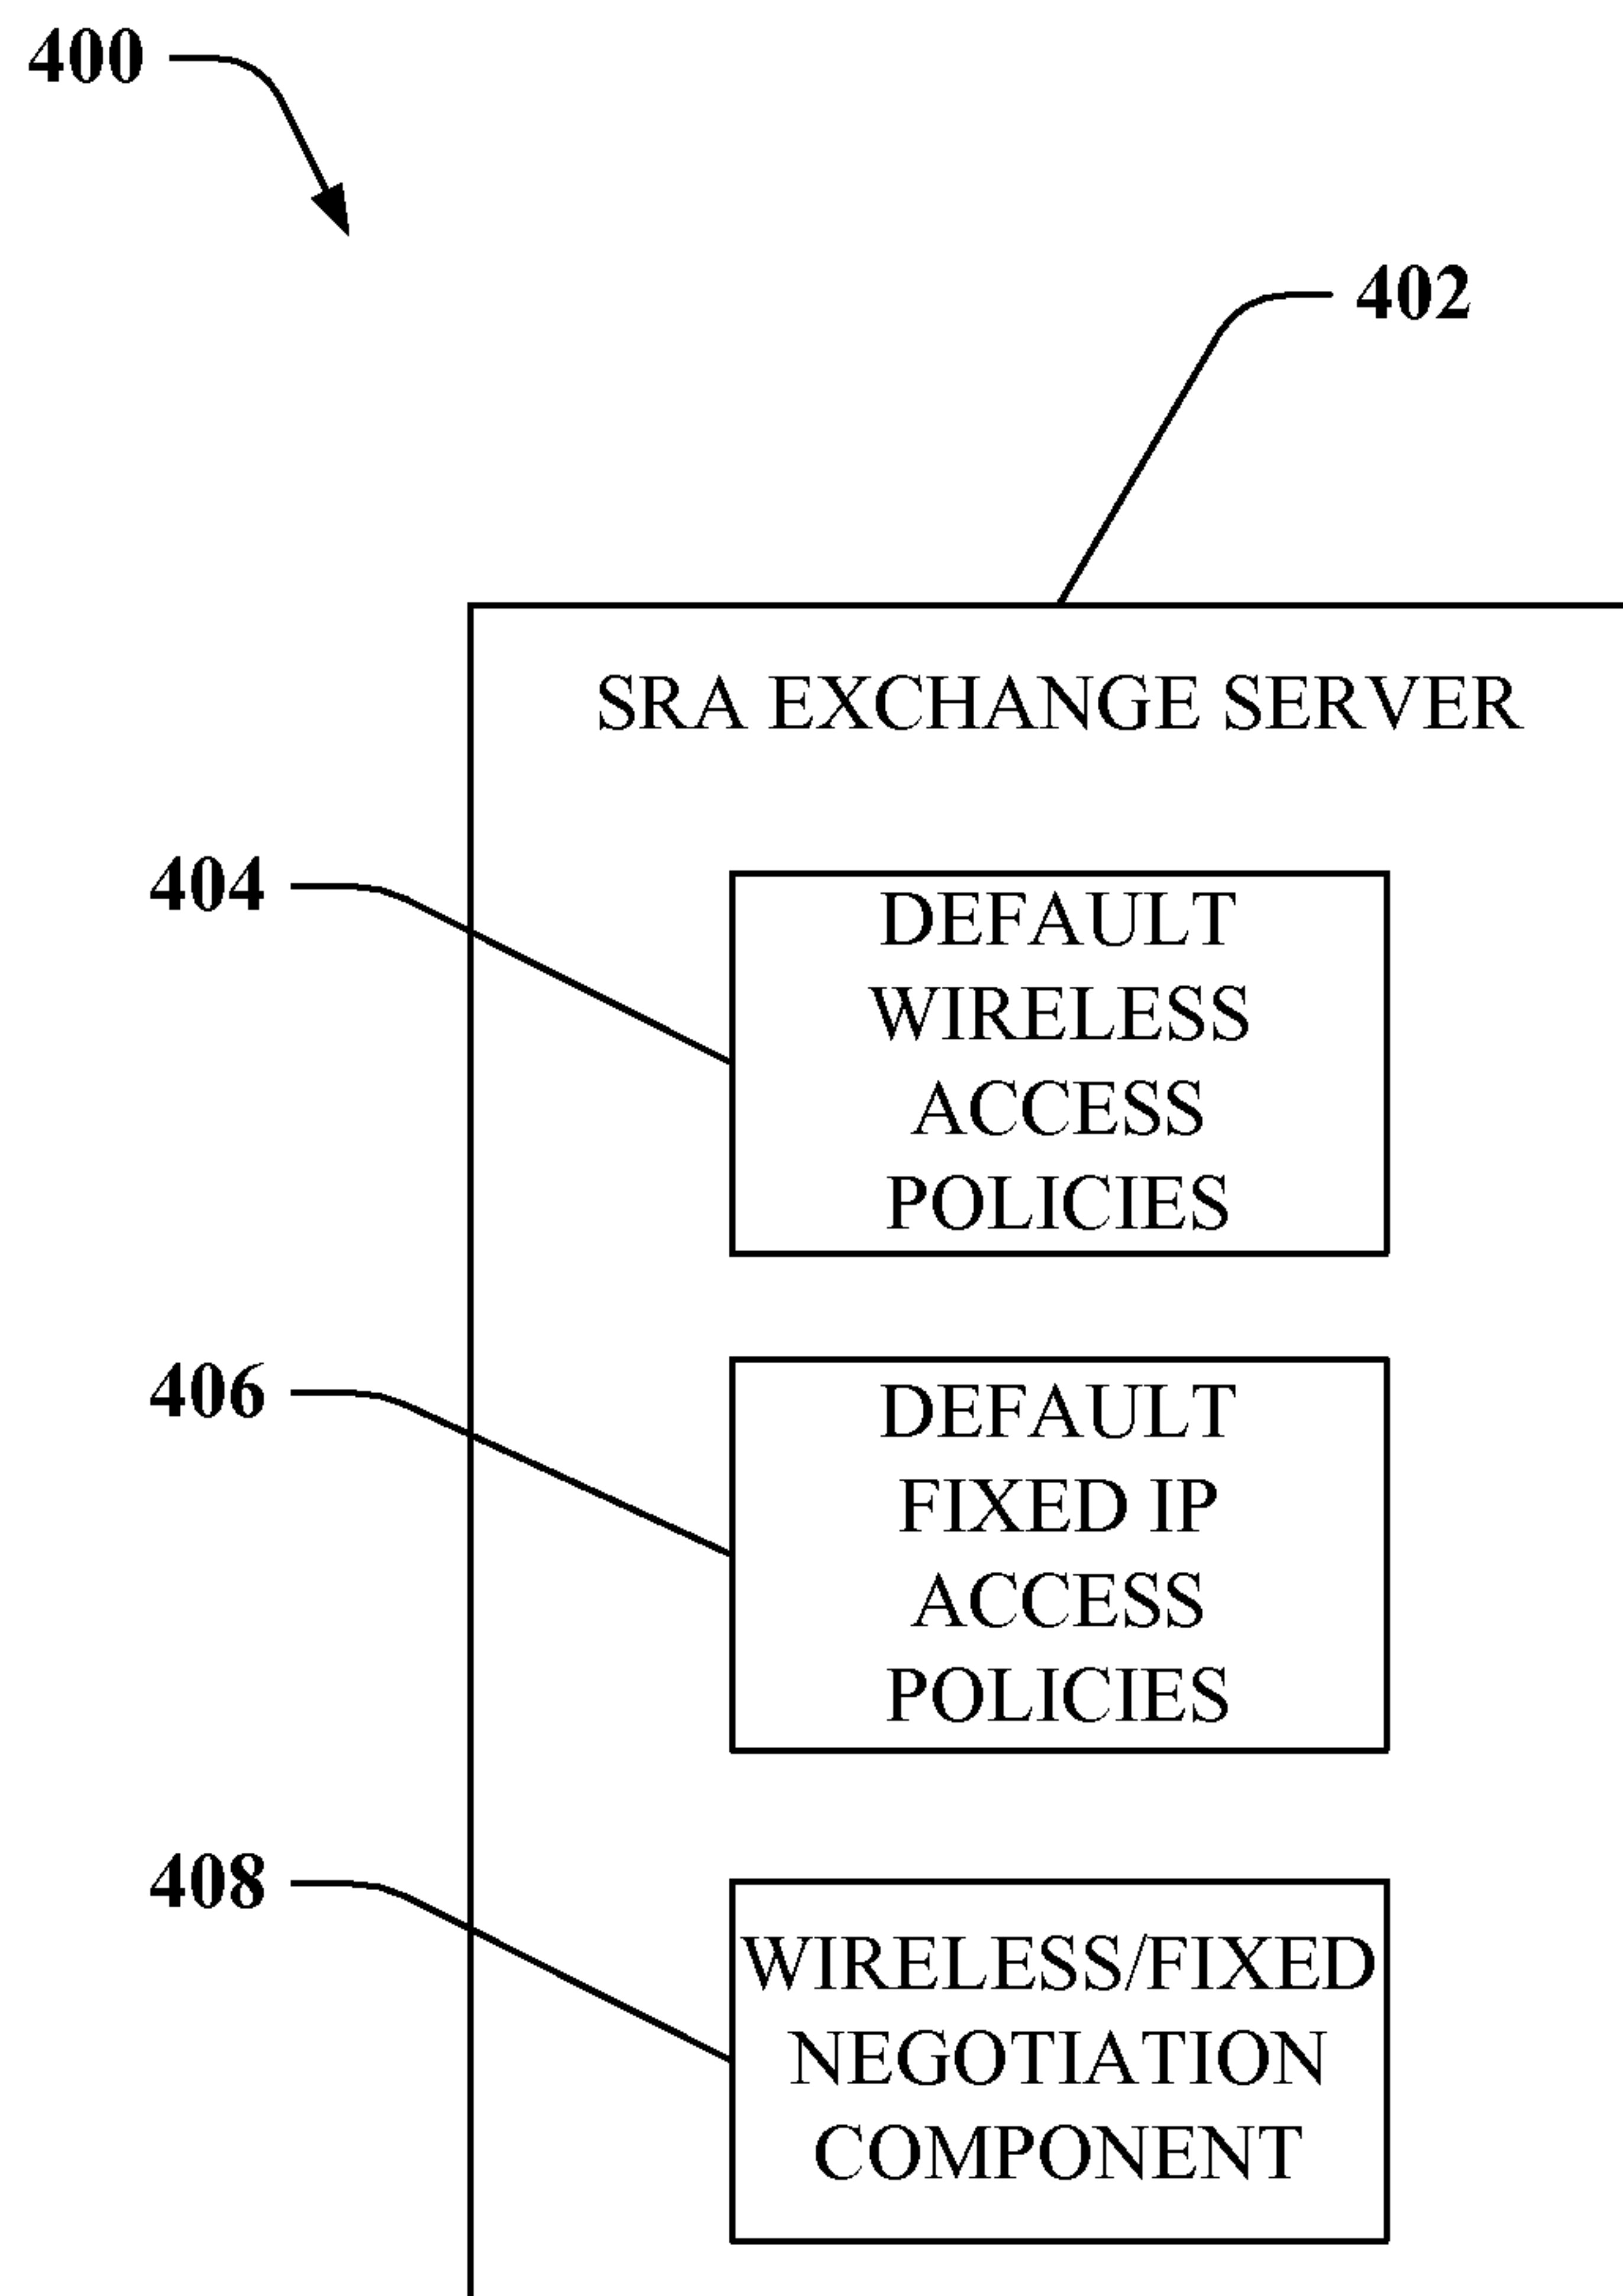 400
402
SRA EXCHANGE SERVER
404
DEFAULT
WIRELESS
ACCESS
POLICIES
406
DEFAULT
FIXED IP
ACCESS
POLICIES
408
WIRELESS/FIXED
NEGOTIATION
COMPONENT